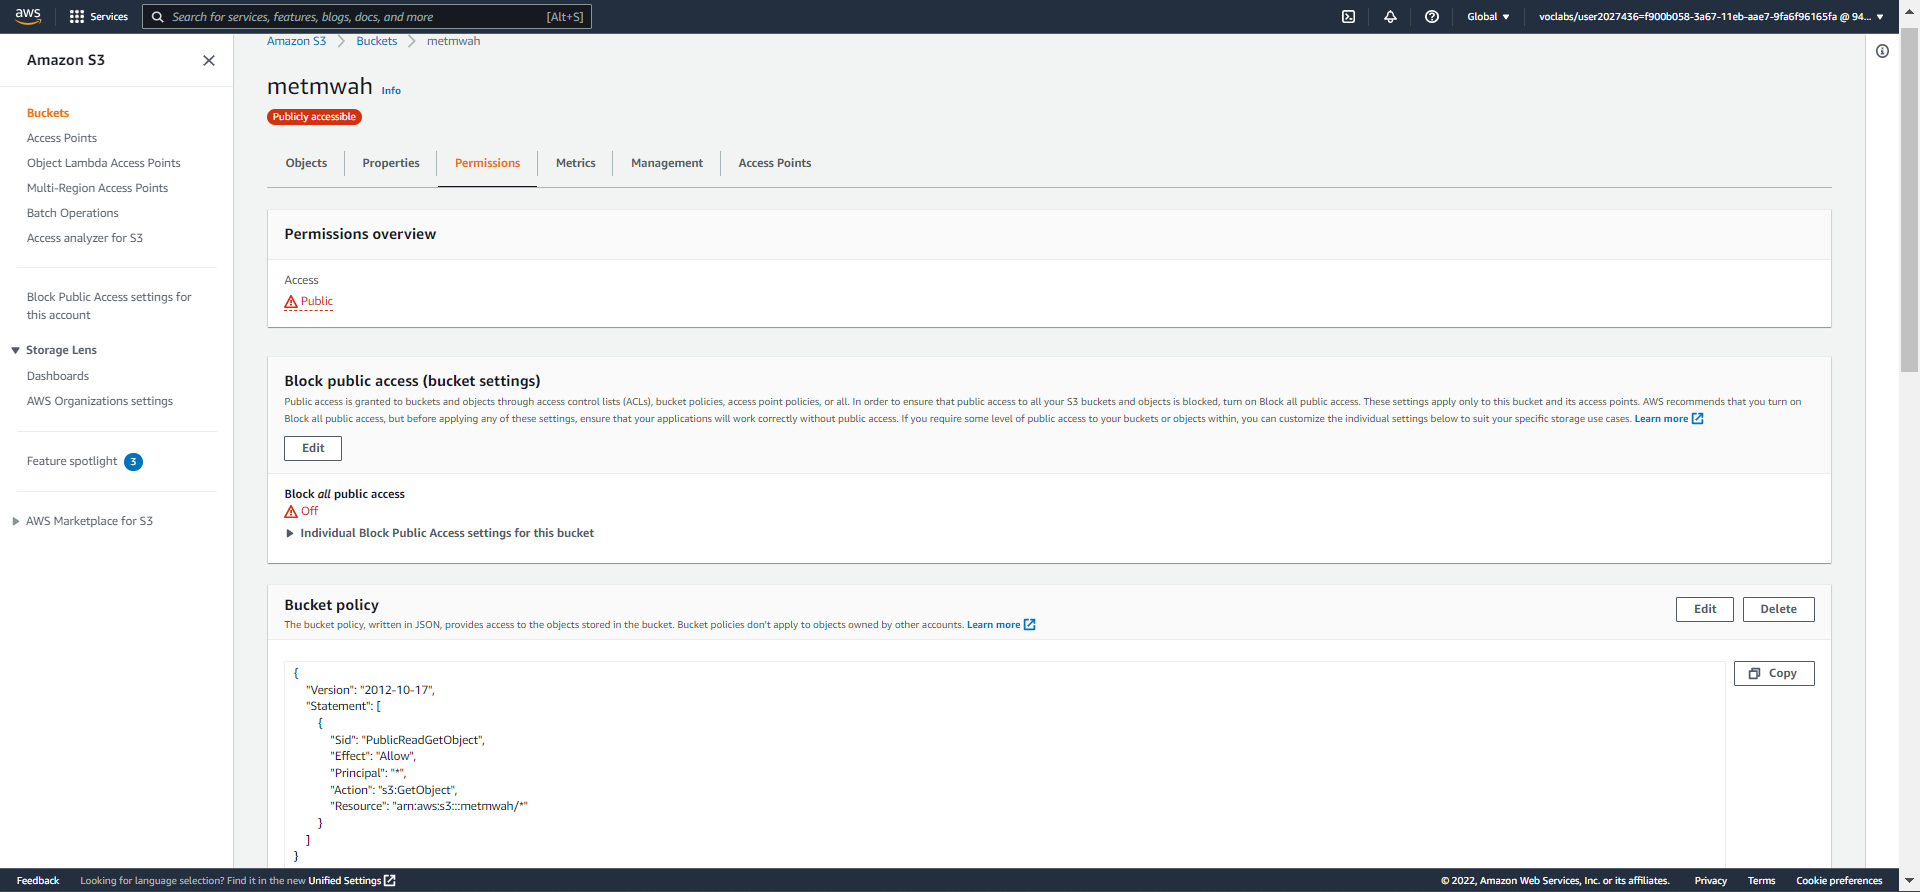 aws
Services
Search for services, features, blogs, docs, and more
[Alt+S]
Global
voclabs/user2027436=f900b058-3a67-11eb-aae7-9fa6f96165fa @ 94...
Amazon S3
Buckets
Access Points
Object Lambda Access Points
Multi-Region Access Points
Batch Operations
Access analyzer for S3
Block Public Access settings for
this account
Storage Lens
Dashboards
AWS Organizations settings
Feature spotlight 3
AWS Marketplace for S3
Amazon S3 > Buckets > metmwah
metmwah Info
Publicly accessible
Objects
Properties
Permissions
Metrics
Management
Access Points
Permissions overview
Access
Public
Block public access (bucket settings)
Public access is granted to buckets and objects through access control lists (ACLs), bucket policies, access point policies, or all. In order to ensure that public access to all your S3 buckets and objects is blocked, turn on Block all public access. These settings apply only to this bucket and its access points. AWS recommends that you turn on
Block all public access, but before applying any of these settings, ensure that your applications will work correctly without public access. If you require some level of public access to your buckets or objects within, you can customize the individual settings below to suit your specific storage use cases. Learn more
Edit
Block all public access
Off
Individual Block Public Access settings for this bucket
Bucket policy
The bucket policy, written in JSON, provides access to the objects stored in the bucket. Bucket policies don't apply to objects owned by other accounts. Learn more
Edit
Delete
Copy
{
"Version": "2012-10-17",
"Statement": [
{
"Sid": "PublicReadGetObject",
"Effect": "Allow",
"Principal": "*",
"Action": "s3:GetObject",
"Resource": "arn:aws:s3:::metmwah/*"
}
]
}
Feedback
Looking for language selection? Find it in the new Unified Settings
© 2022, Amazon Web Services, Inc. or its affiliates.
Privacy
Terms
Cookie preferences